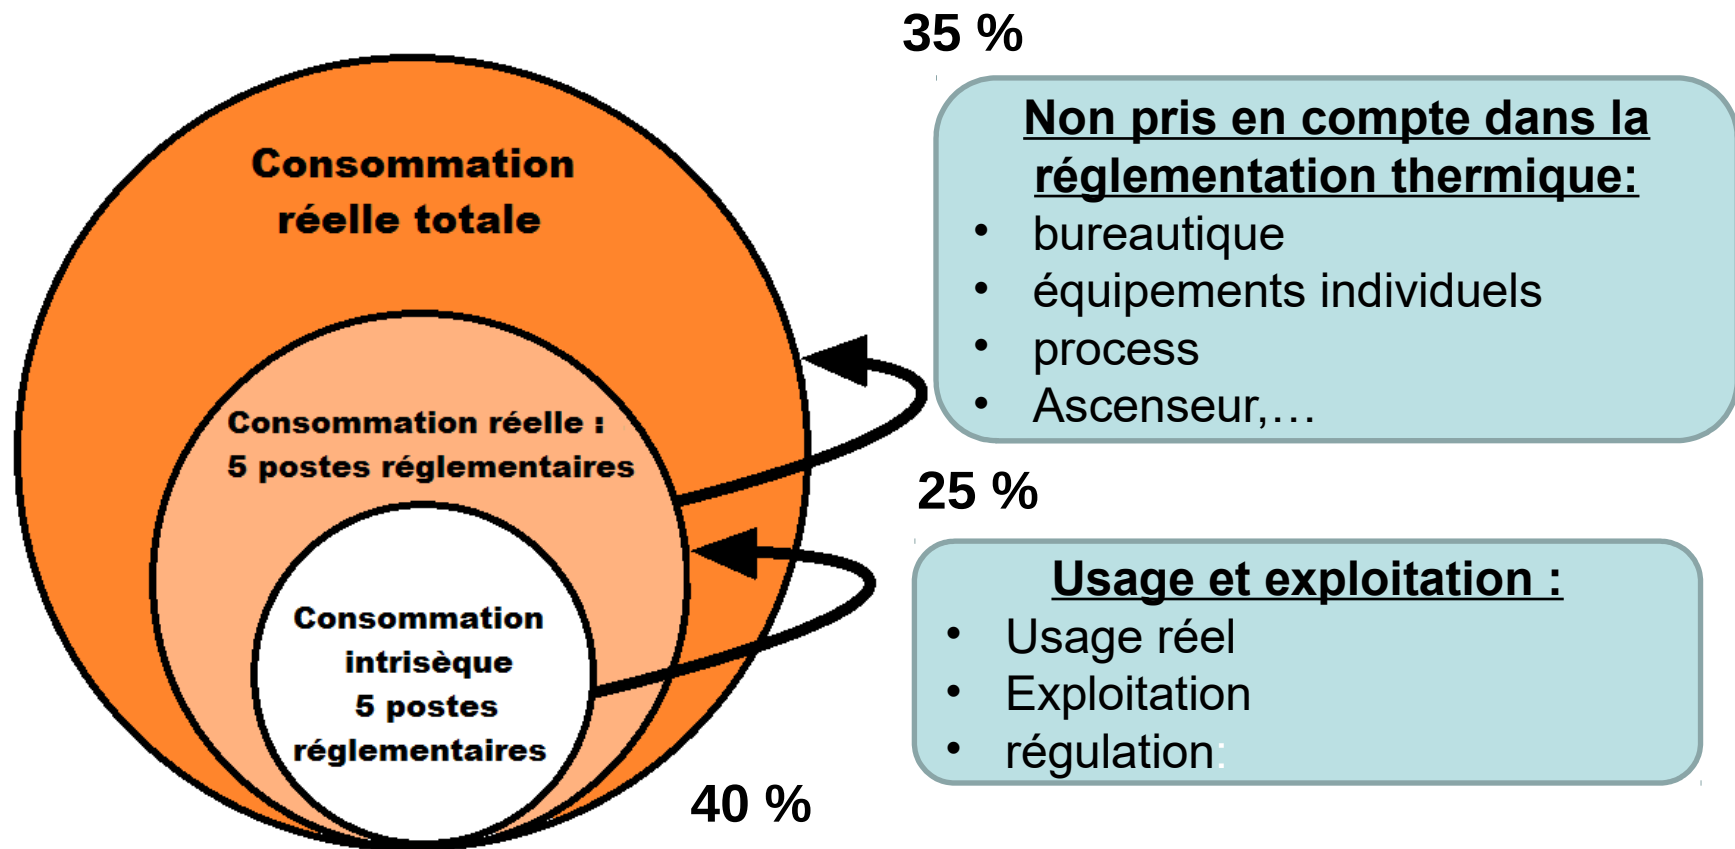 35 %
Non pris en compte dans la
réglementation thermique:
• bureautique
• équipements individuels
• process
• Ascenseur,…
Consommation
réelle totale
Consommation réelle :
5 postes réglementaires
25 %
Usage et exploitation :
• Usage réel
• Exploitation
• régulation:
Consommation
intrisèque
5 postes
réglementaires
40 %